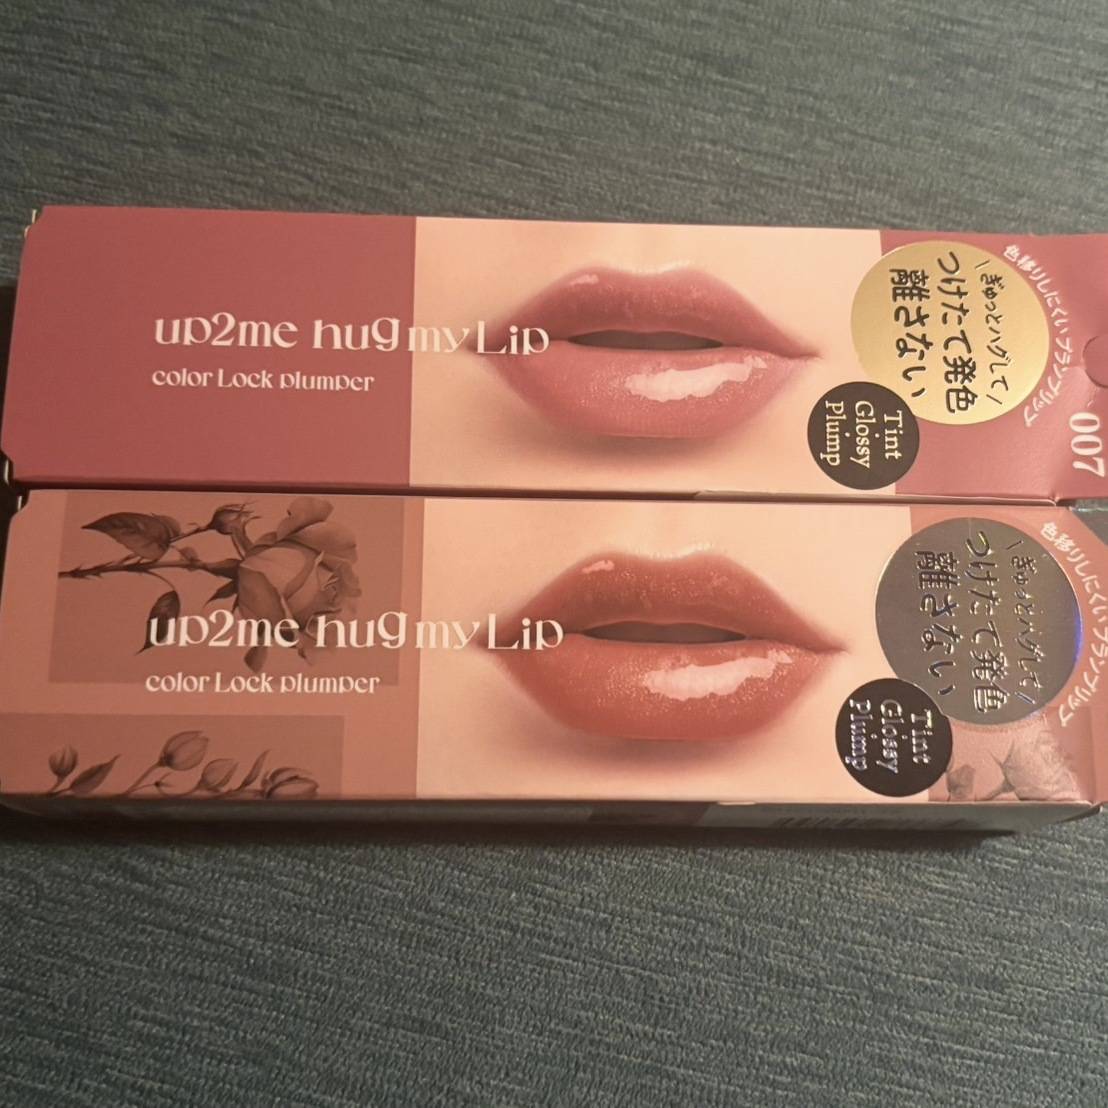 up2me hug my Lip
color Lock plumper
色移りしにくいプランプリップ
\ぎゅっとハグして/
つけたて発色
離さない
Tint
Glossy
Plump
007
up2me hug my Lip
color Lock plumper
色移りしにくいプランプリップ
\ぎゅっとハグして/
つけたて発色
離さない
Tint
Glossy
Plump